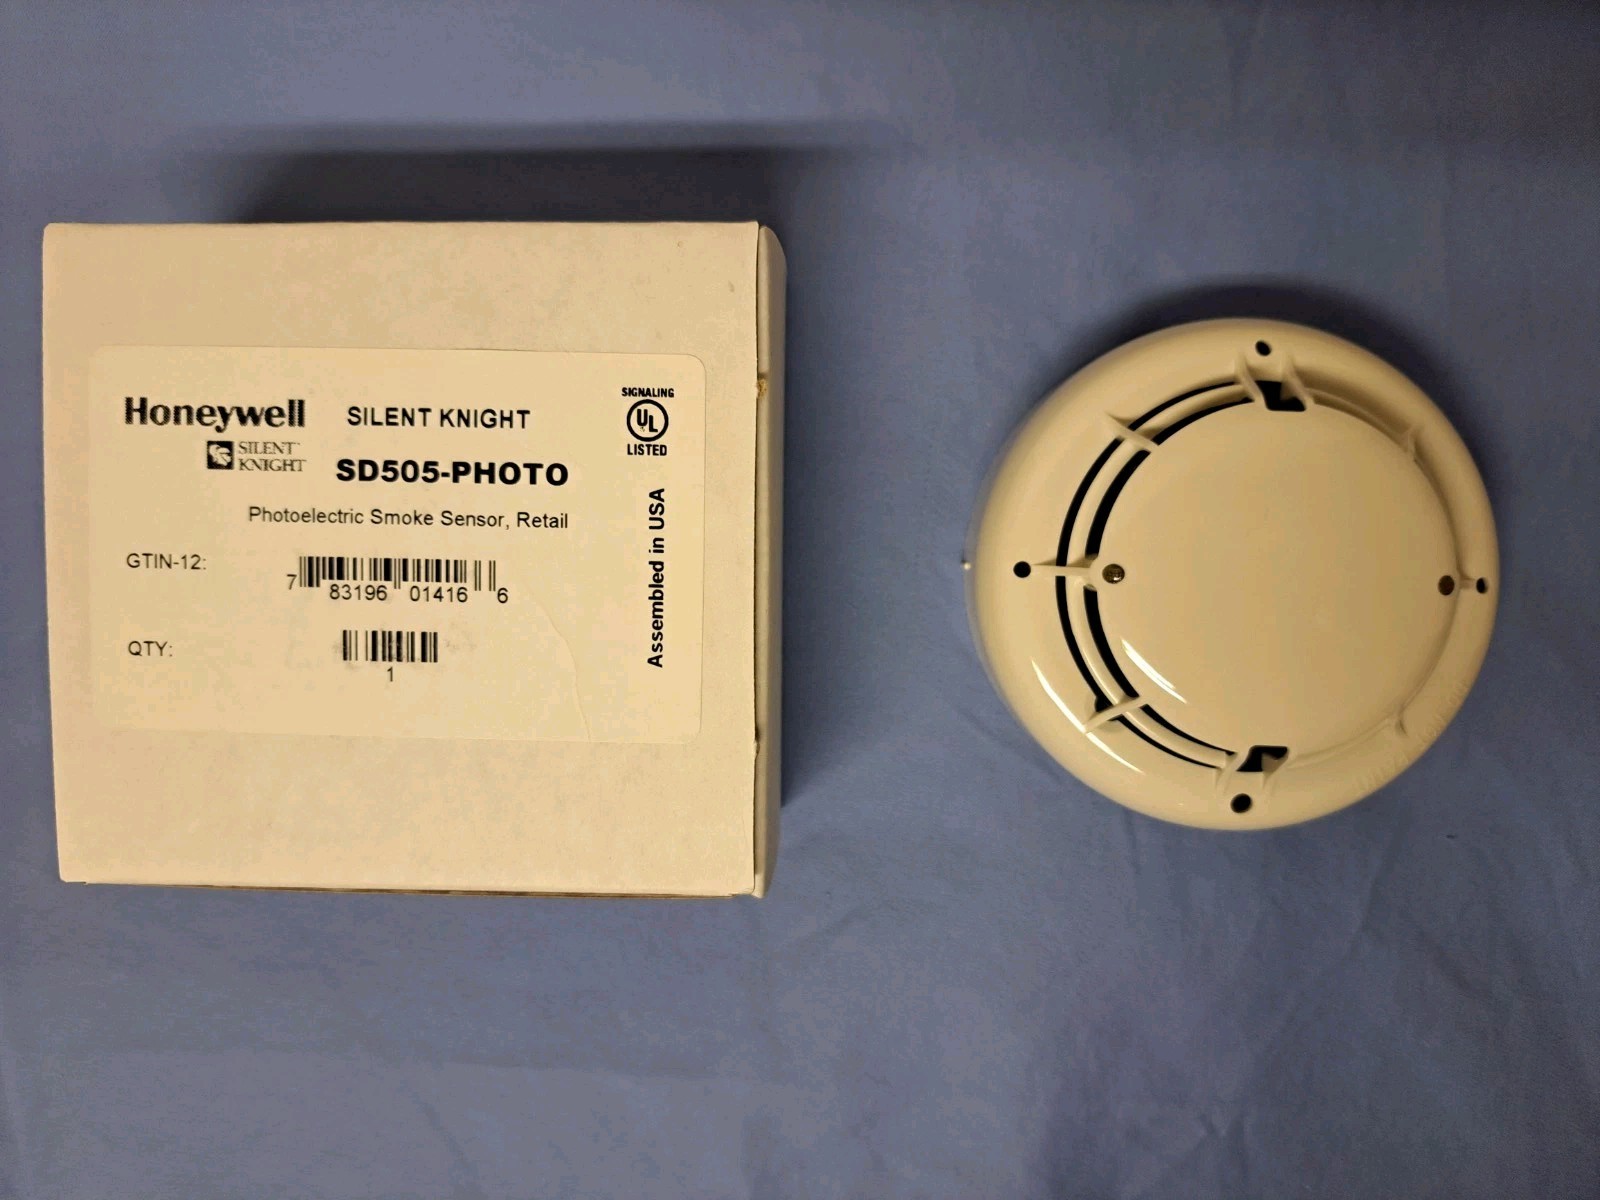 Honeywell
SILENT KNIGHT
SILENT
KNIGHT
SD505-PHOTO
Photoelectric Smoke Sensor, Retail
GTIN-12:
7 83196 01416 6
QTY:
1
SIGNALING
UL
LISTED
Assembled in USA